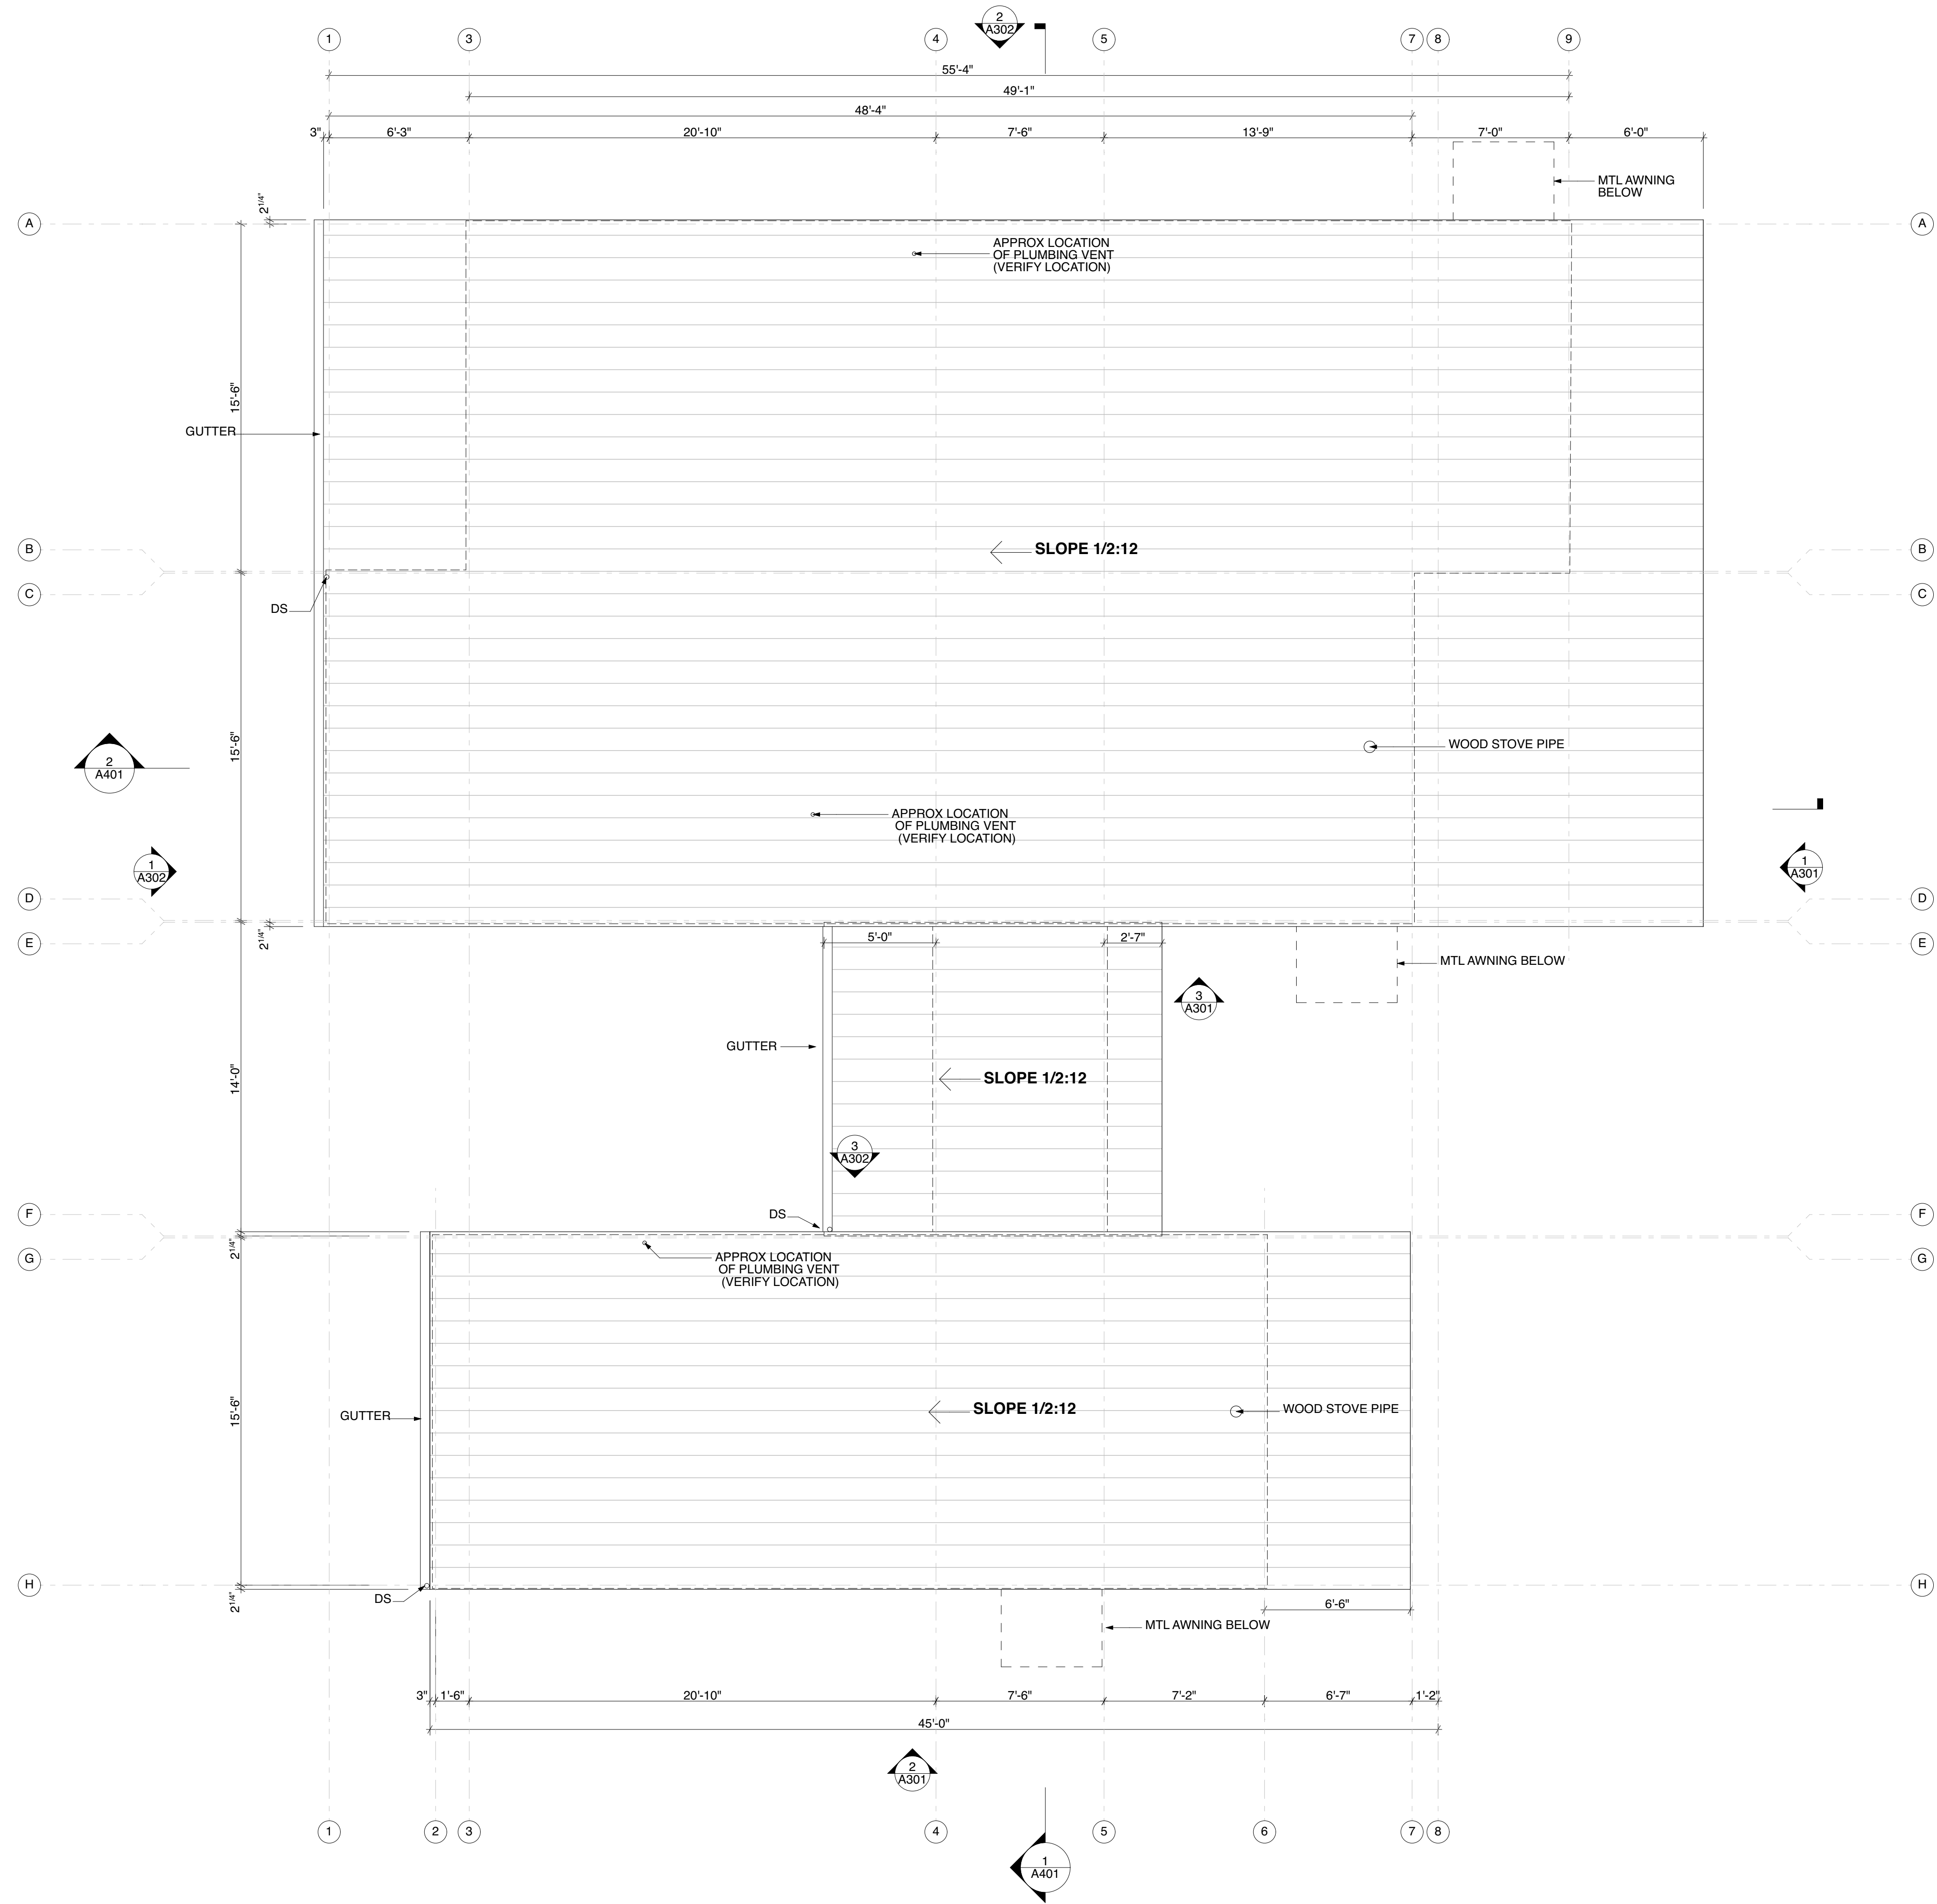 2
A302
1
3
4
5
7
8
9
55'-4"
49'-1"
48'-4"
3"
6'-3"
20'-10"
7'-6"
13'-9"
7'-0"
6'-0"
MTL AWNING
BELOW
2 1/4"
A
A
APPROX LOCATION
OF PLUMBING VENT
(VERIFY LOCATION)
15'-6"
GUTTER
B
SLOPE 1/2:12
B
C
C
DS
15'-6"
WOOD STOVE PIPE
2
A401
APPROX LOCATION
OF PLUMBING VENT
(VERIFY LOCATION)
1
A302
1
A301
D
D
E
E
2 1/4"
5'-0"
2'-7"
MTL AWNING BELOW
3
A301
GUTTER
14'-0"
SLOPE 1/2:12
3
A302
DS
F
F
2 1/4"
G
G
APPROX LOCATION
OF PLUMBING VENT
(VERIFY LOCATION)
15'-6"
GUTTER
SLOPE 1/2:12
WOOD STOVE PIPE
H
H
2 1/4"
DS
6'-6"
MTL AWNING BELOW
3"
1'-6"
20'-10"
7'-6"
7'-2"
6'-7"
1'-2"
45'-0"
2
A301
1
2
3
4
5
6
7
8
1
A401